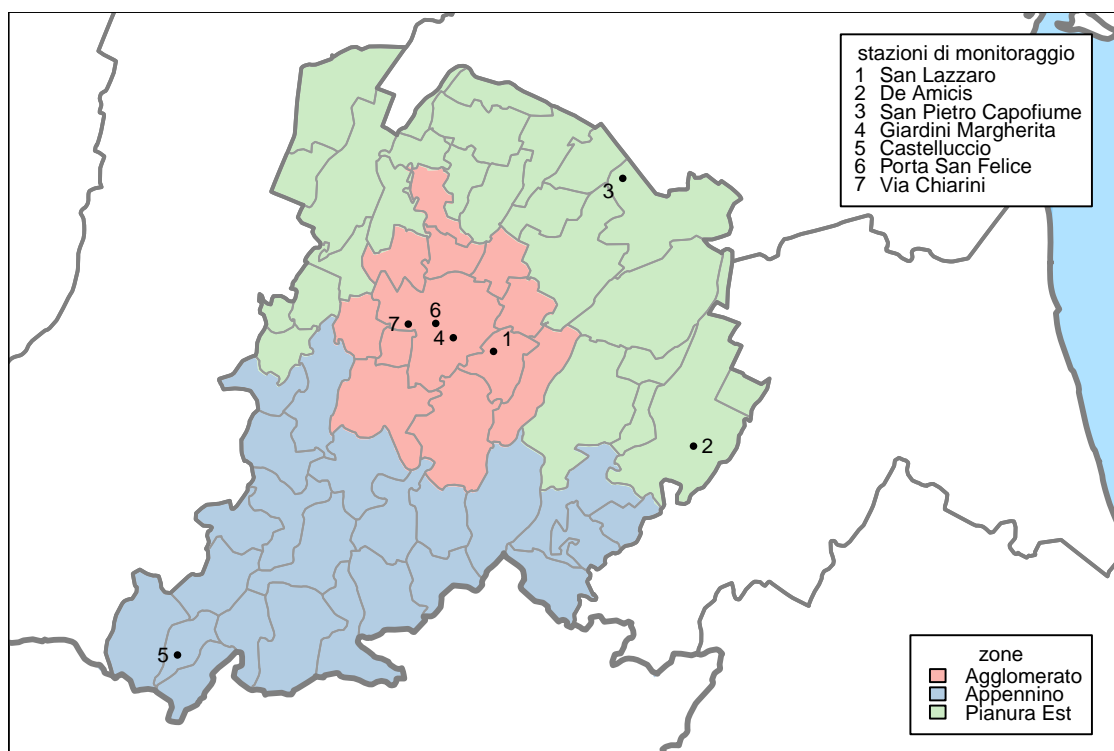 stazioni di monitoraggio
1 San Lazzaro
2 De Amicis
3 San Pietro Capofiume
4 Giardini Margherita
5 Castelluccio
6 Porta San Felice
7 Via Chiarini
3
6
7
4
1
2
5
zone
Agglomerato
Appennino
Pianura Est